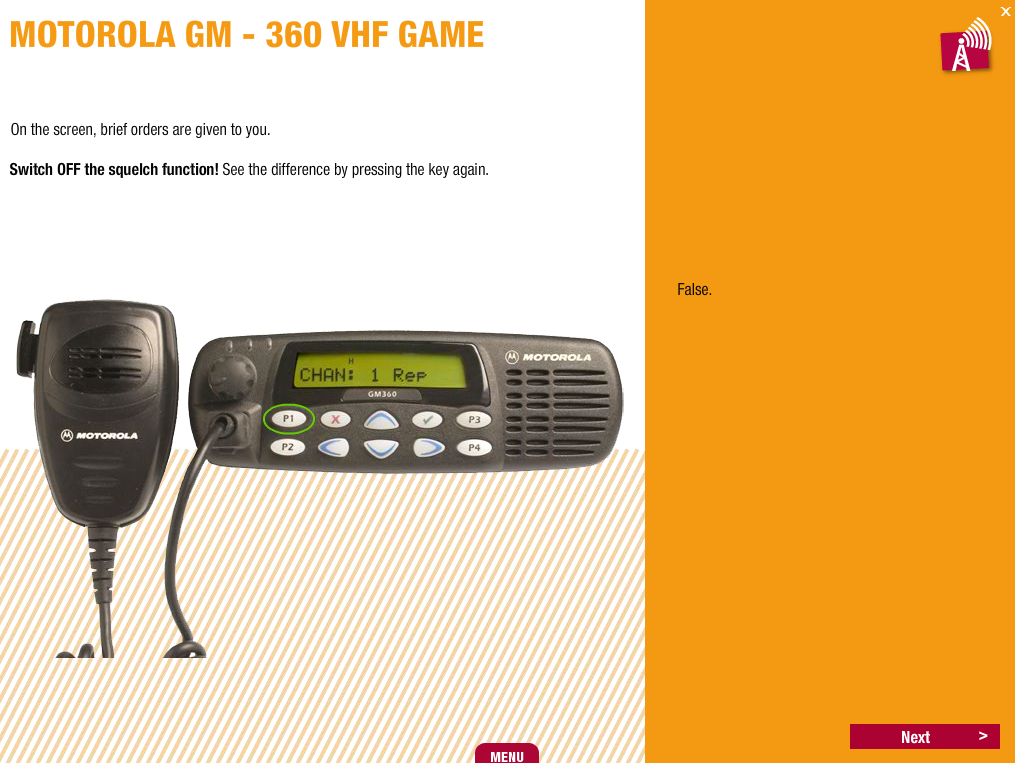 MOTOROLA GM - 360 VHF GAME
X
On the screen, brief orders are given to you.
Switch OFF the squelch function! See the difference by pressing the key again.
False.
H
CHAN: 1 Rep
MOTOROLA
GM360
P1 X P3
P2 P4
MOTOROLA
Next >
MENU